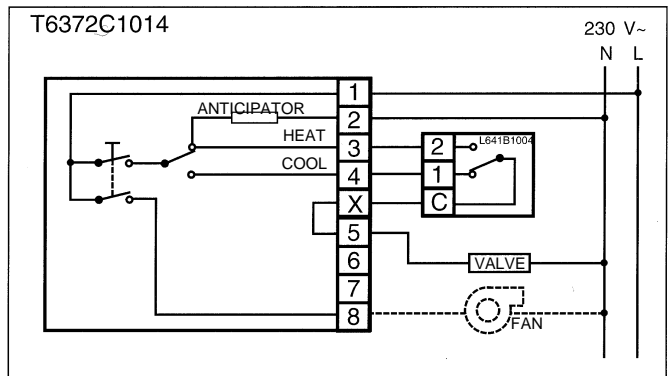 T6372C1014
230 V~
N L
1
ANTICIPATOR
2
HEAT
3
2
L641B1004
COOL
4
1
X
C
5
6
VALVE
7
8
FAN